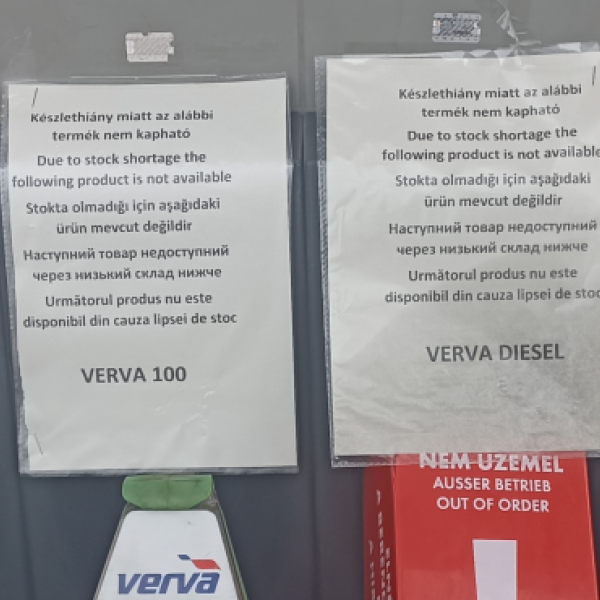 Készlethiány miatt az alábbi
termék nem kapható
Due to stock shortage the
following product is not available
Stokta olmadığı için aşağıdaki
ürün mevcut değildir
Наступний товар недоступний
через низький склад нижче
Următorul produs nu este
disponibil din cauza lipsei de stoc
VERVA 100
verva
Készlethiány miatt az alábbi
termék nem kapható
Due to stock shortage the
following product is not available
Stokta olmadığı için aşağıdaki
ürün mevcut değildir
Наступний товар недоступний
через низький склад нижче
Următorul produs nu este
disponibil din cauza lipsei de stoc
VERVA DIESEL
NEM ÜZEMEL
AUSSER BETRIEB
OUT OF ORDER